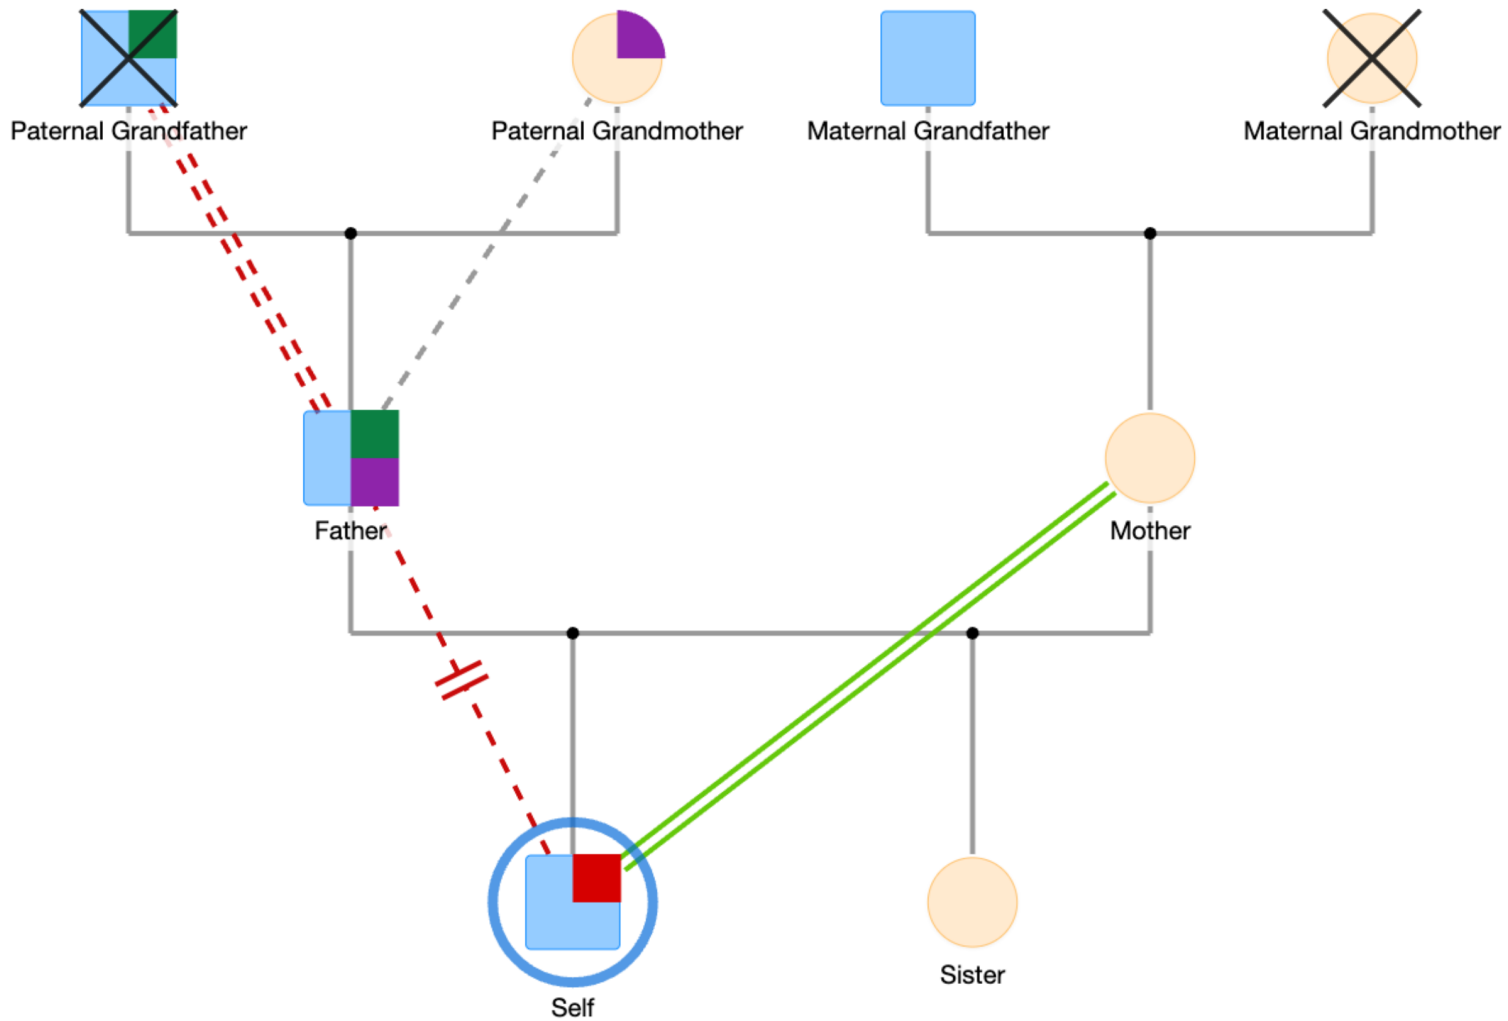 Paternal Grandfather
Paternal Grandmother
Maternal Grandfather
Maternal Grandmother
Father
Mother
Self
Sister